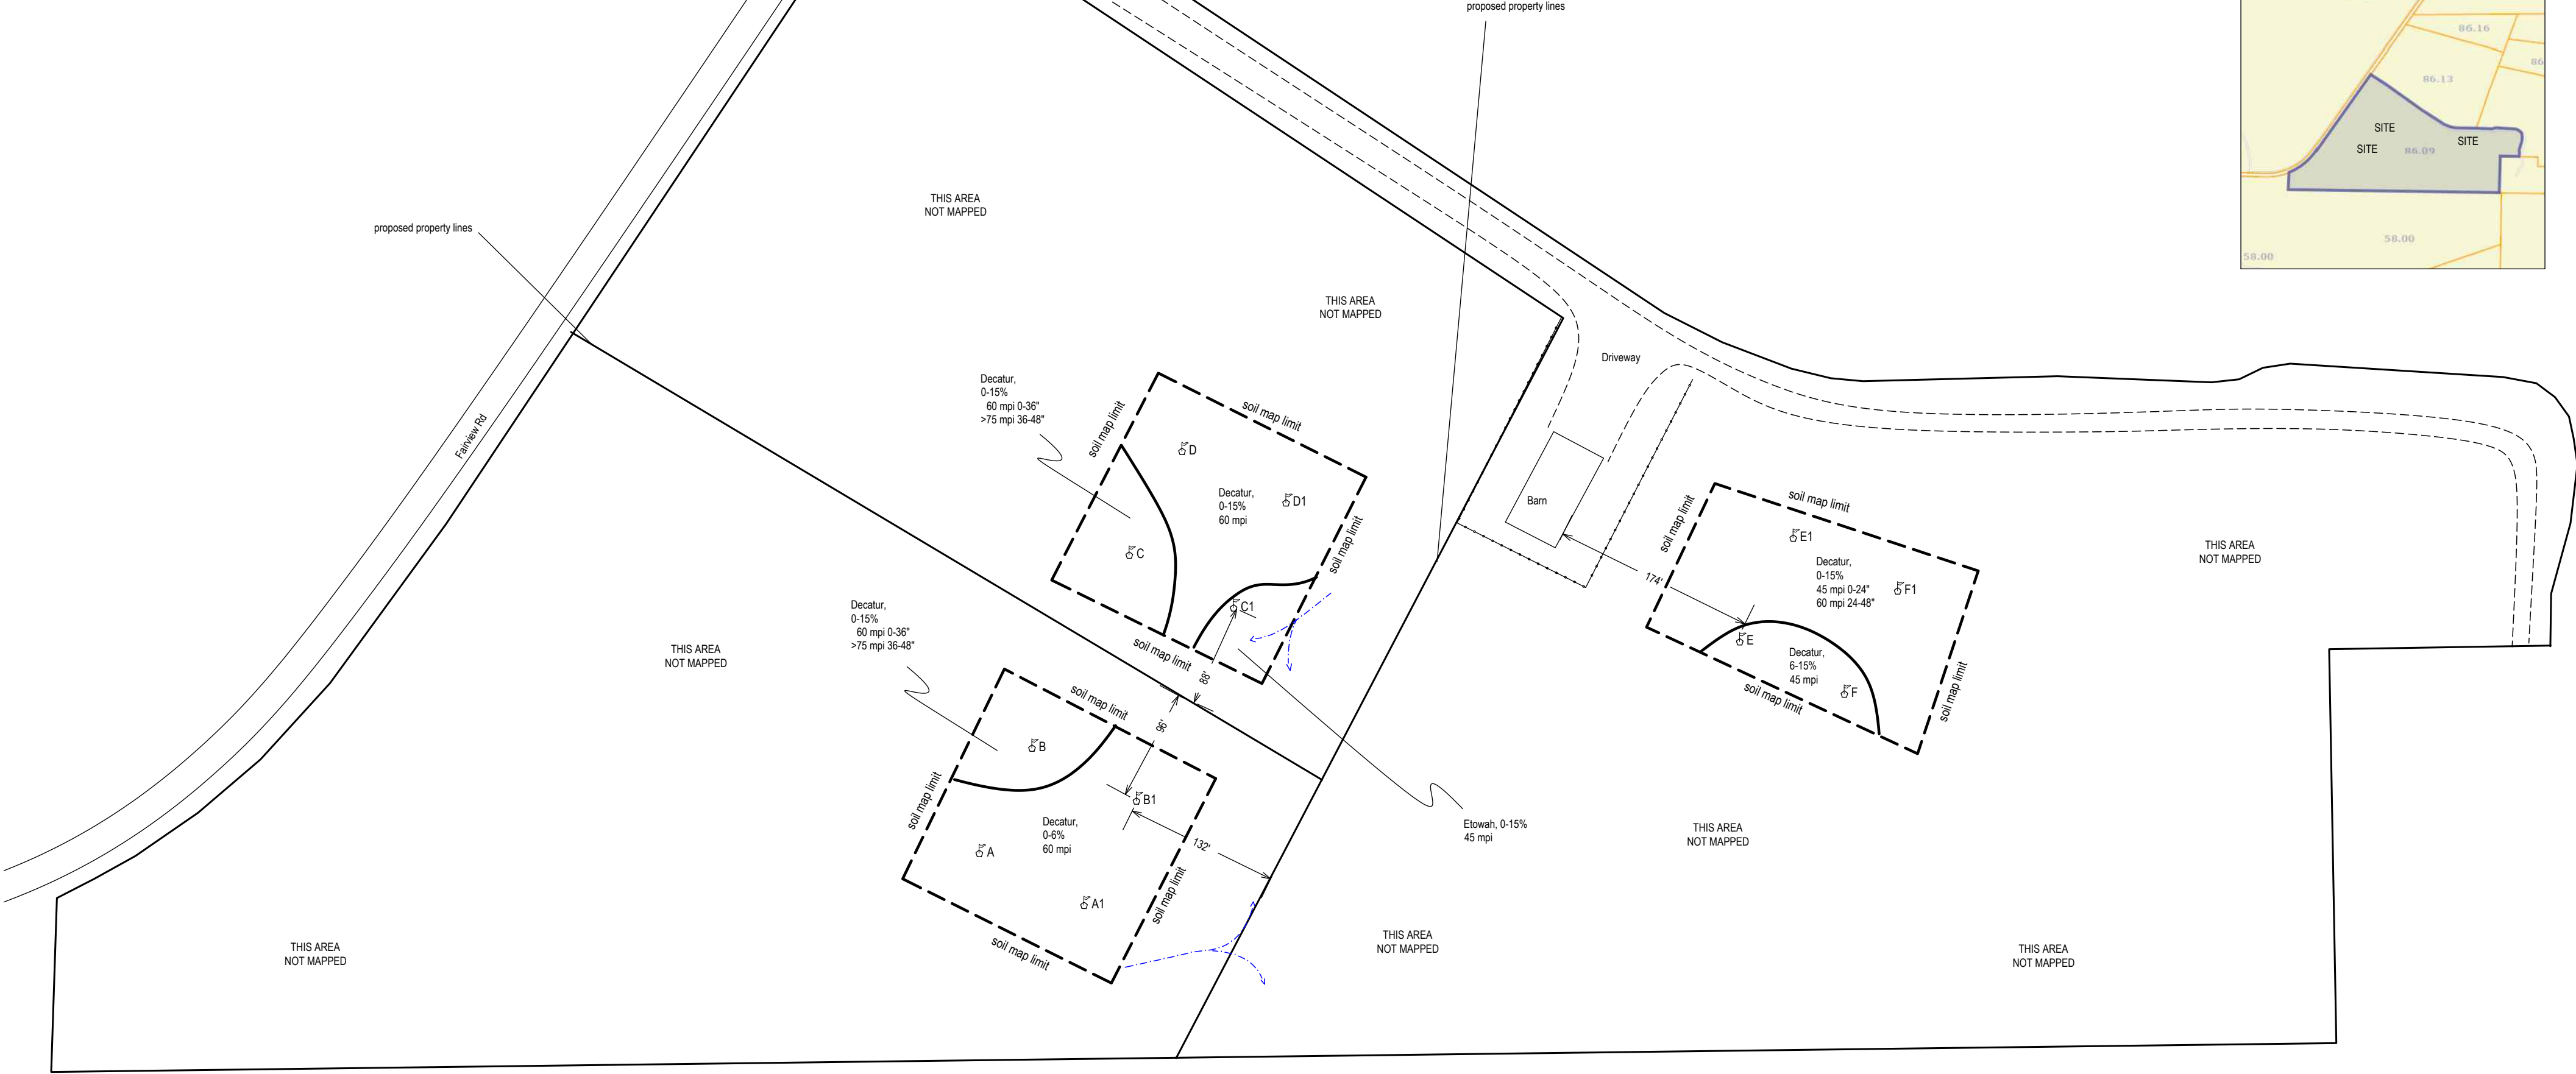 proposed property lines
86.16
86
86.13
SITE
SITE
SITE
86.09
58.00
58.00
THIS AREA
NOT MAPPED
proposed property lines
THIS AREA
NOT MAPPED
Driveway
Fairview Rd
Decatur,
0-15%
60 mpi 0-36"
>75 mpi 36-48"
soil map limit
soil map limit
D
Decatur,
0-15%
60 mpi
D1
C
C1
soil map limit
soil map limit
88'
Barn
174'
soil map limit
soil map limit
E1
Decatur,
0-15%
45 mpi 0-24"
60 mpi 24-48"
F1
E
Decatur,
6-15%
45 mpi
F
soil map limit
soil map limit
THIS AREA
NOT MAPPED
Decatur,
0-15%
60 mpi 0-36"
>75 mpi 36-48"
THIS AREA
NOT MAPPED
soil map limit
96'
B
B1
soil map limit
Decatur,
0-6%
60 mpi
A
132'
A1
soil map limit
soil map limit
Etowah, 0-15%
45 mpi
THIS AREA
NOT MAPPED
THIS AREA
NOT MAPPED
THIS AREA
NOT MAPPED
THIS AREA
NOT MAPPED